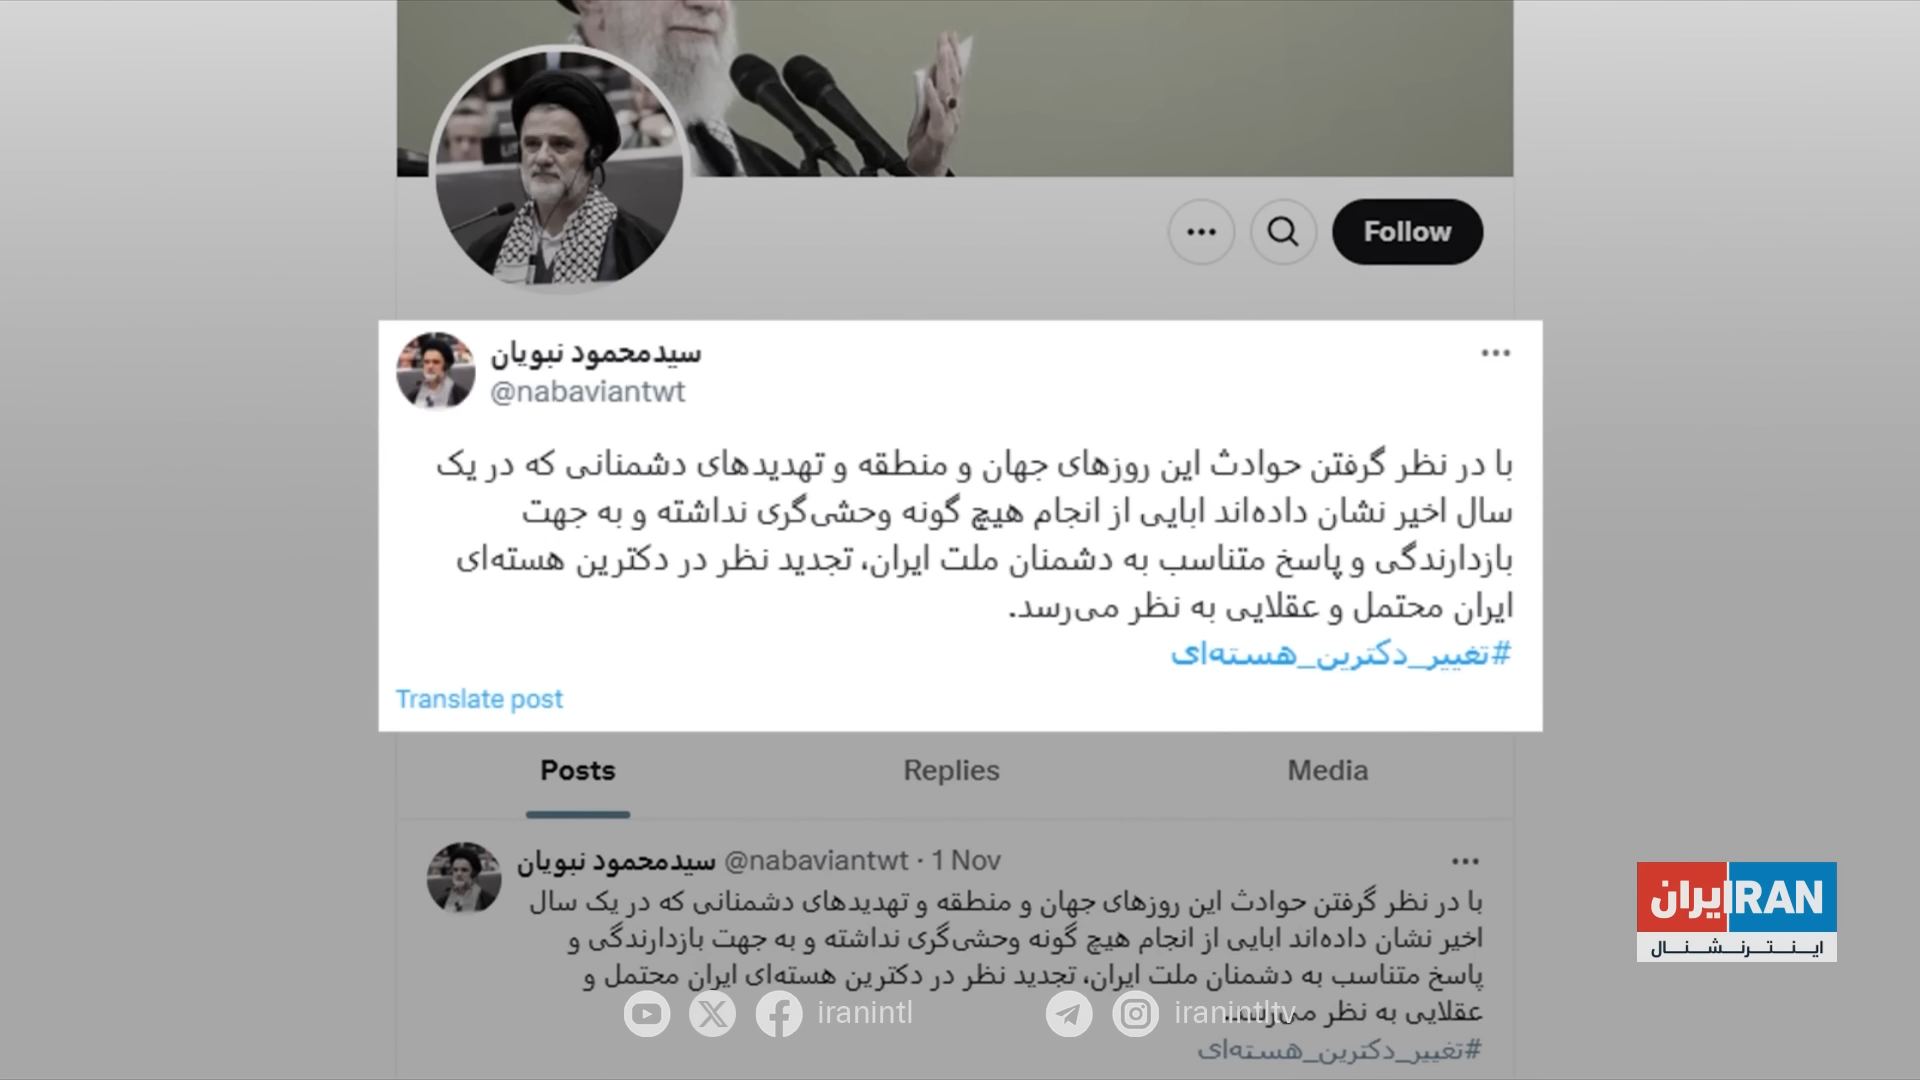 Follow
سیدمحمود نبویان
@nabaviantwt
با در نظر گرفتن حوادث این روزهای جهان و منطقه و تهدیدهای دشمنانی که در یک
سال اخیر نشان داده‌اند ابایی از انجام هیچ گونه وحشی‌گری نداشته و به جهت
بازدارندگی و پاسخ متناسب به دشمنان ملت ایران، تجدید نظر در دکترین هسته‌ای
ایران محتمل و عقلایی به نظر می‌رسد.
#تغییر_دکترین_هسته‌ای
Translate post
Posts Replies Media
سیدمحمود نبویان @nabaviantwt · 1 Nov
با در نظر گرفتن حوادث این روزهای جهان و منطقه و تهدیدهای دشمنانی که در یک سال
اخیر نشان داده‌اند ابایی از انجام هیچ گونه وحشی‌گری نداشته و به جهت بازدارندگی و
پاسخ متناسب به دشمنان ملت ایران، تجدید نظر در دکترین هسته‌ای ایران محتمل و
عقلایی به نظر می‌رسد.
#تغییر_دکترین_هسته‌ای
iranintl iranintltv
ایران IRAN
اینترنشنال